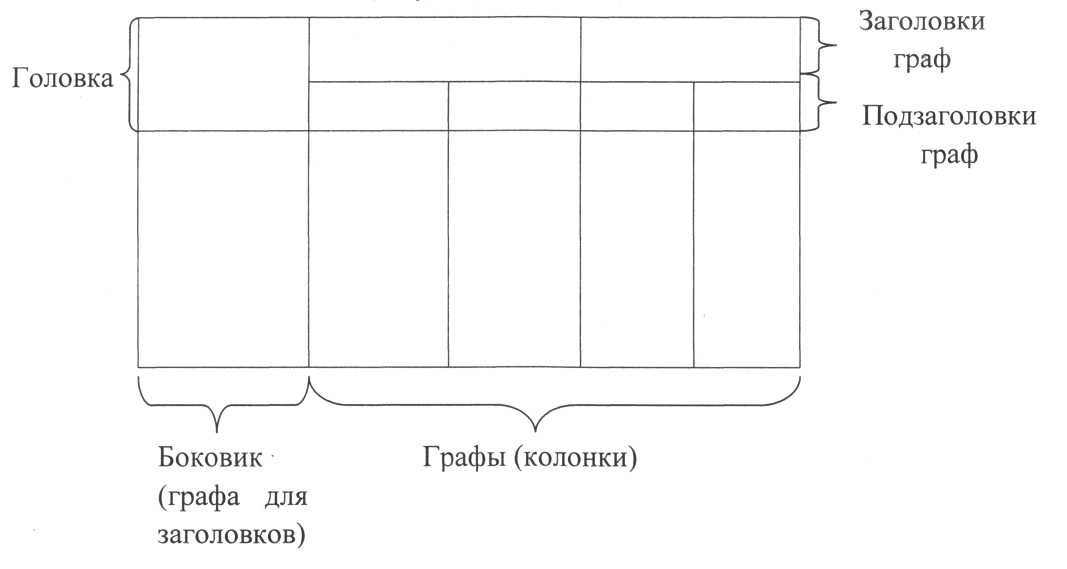 Заголовки
граф
Головка
Подзаголовки
граф
Боковик
(графа для
заголовков)
Графы (колонки)